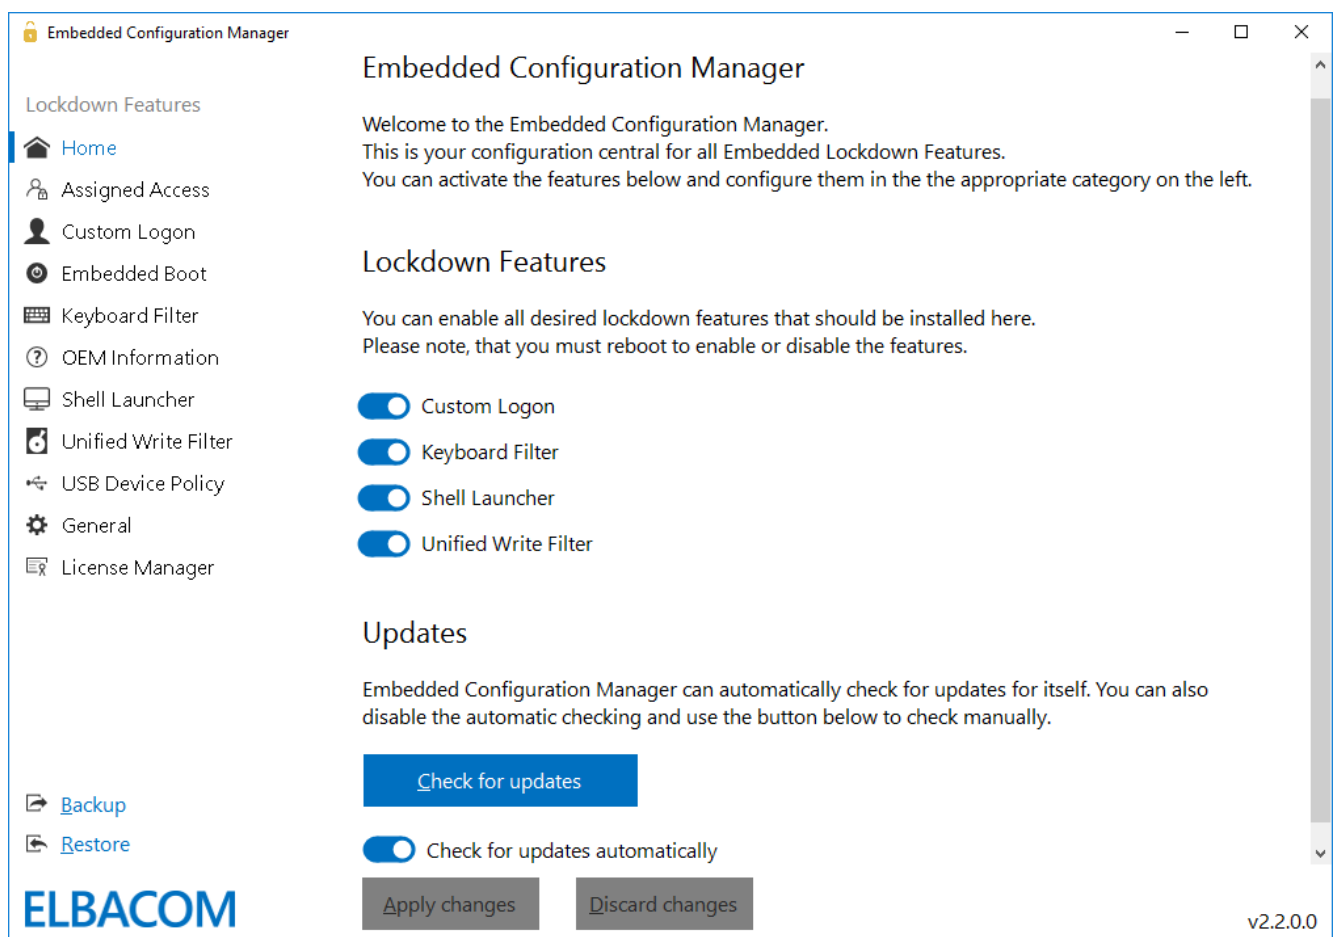 Embedded Configuration Manager
Lockdown Features
Home
Assigned Access
Custom Logon
Embedded Boot
Keyboard Filter
OEM Information
Shell Launcher
Unified Write Filter
USB Device Policy
General
License Manager
Backup
Restore
ELBACOM
Embedded Configuration Manager
Welcome to the Embedded Configuration Manager.
This is your configuration central for all Embedded Lockdown Features.
You can activate the features below and configure them in the the appropriate category on the left.
Lockdown Features
You can enable all desired lockdown features that should be installed here.
Please note, that you must reboot to enable or disable the features.
Custom Logon
Keyboard Filter
Shell Launcher
Unified Write Filter
Updates
Embedded Configuration Manager can automatically check for updates for itself. You can also
disable the automatic checking and use the button below to check manually.
Check for updates
Check for updates automatically
Apply changes
Discard changes
v2.2.0.0